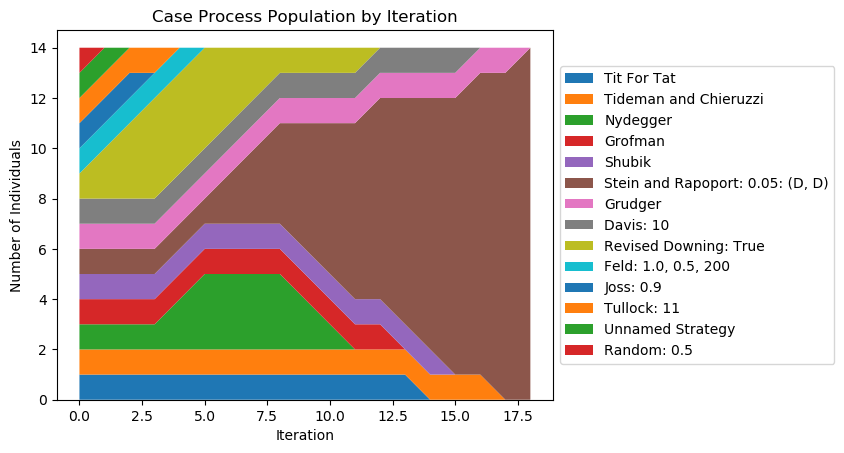 Case Process Population by Iteration
Number of Individuals
14
12
10
8
6
4
2
0
0.0 2.5 5.0 7.5 10.0 12.5 15.0 17.5
Iteration
Tit For Tat
Tideman and Chieruzzi
Nydegger
Grofman
Shubik
Stein and Rapoport: 0.05: (D, D)
Grudger
Davis: 10
Revised Downing: True
Feld: 1.0, 0.5, 200
Joss: 0.9
Tullock: 11
Unnamed Strategy
Random: 0.5